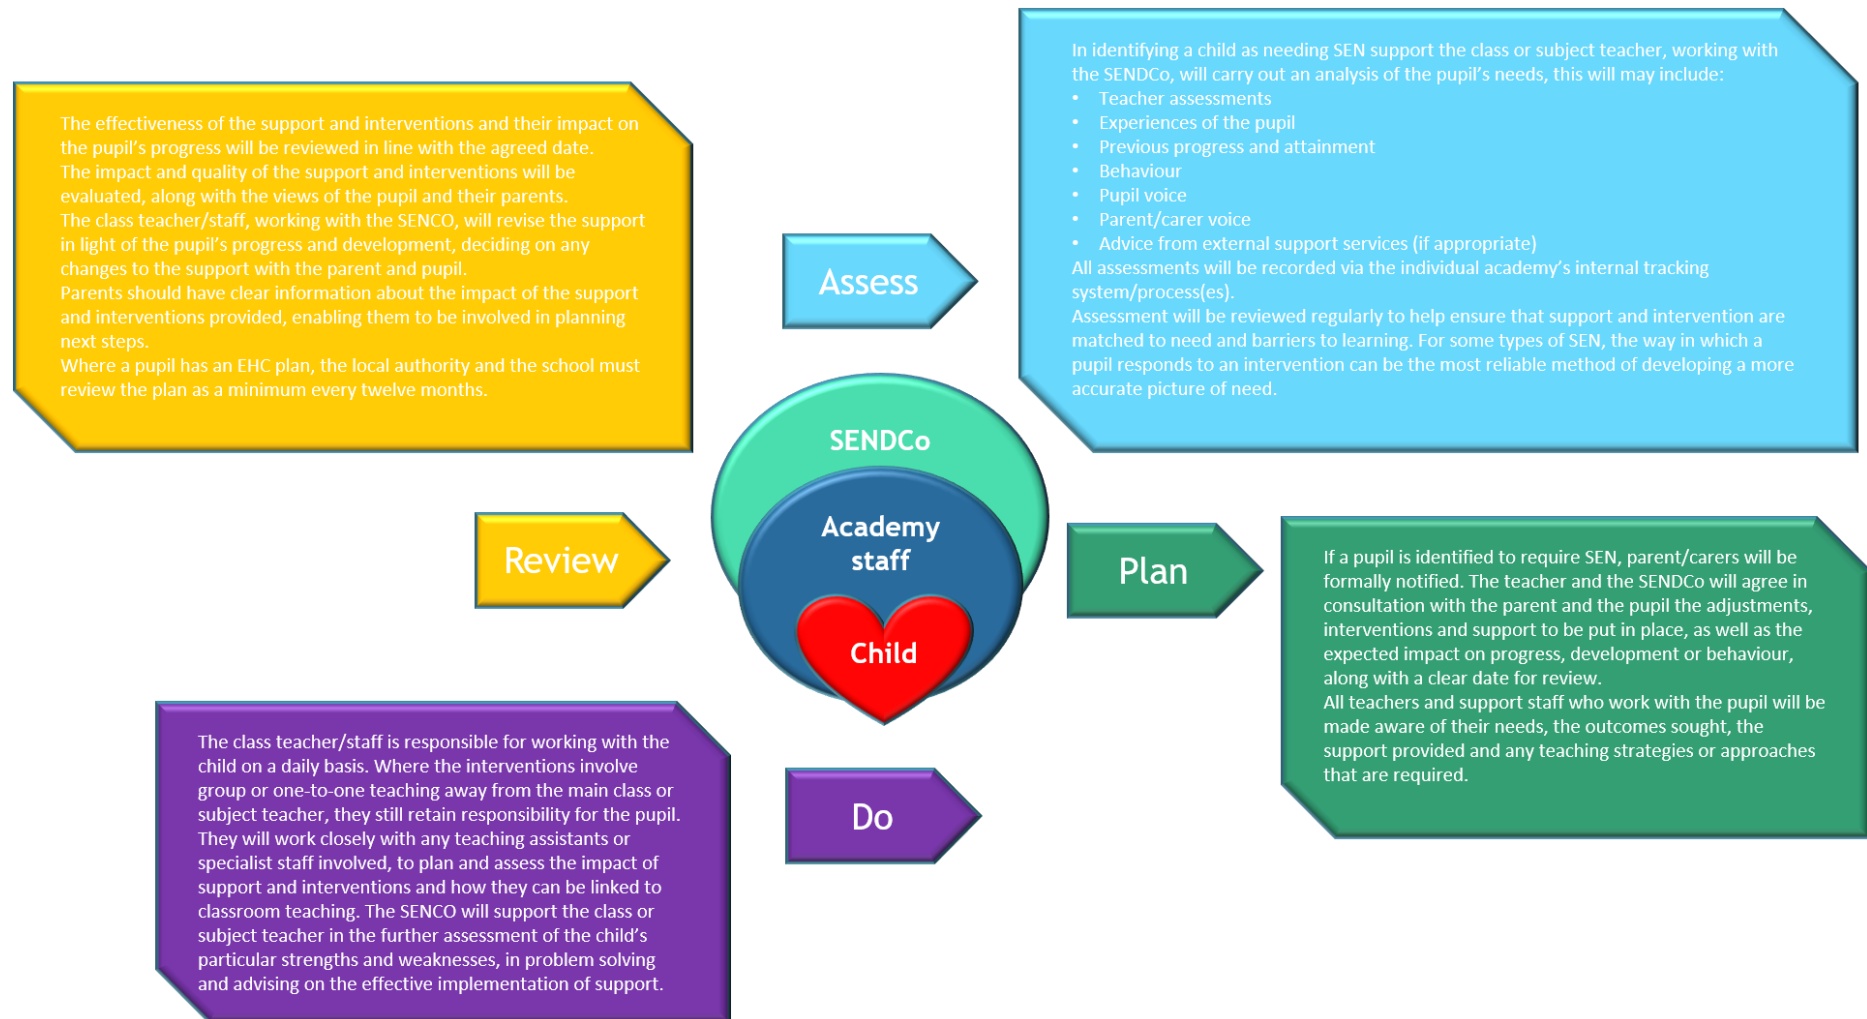 In identifying a child as needing SEN support the class or subject teacher, working with
the SENDCo, will carry out an analysis of the pupil's needs, this will may include:
• Teacher assessments
• Experiences of the pupil
• Previous progress and attainment
• Behaviour
• Pupil voice
• Parent/carer voice
• Advice from external support services (if appropriate)
All assessments will be recorded via the individual academy's internal tracking
system/process(es).
Assessment will be reviewed regularly to help ensure that support and intervention are
matched to need and barriers to learning. For some types of SEN, the way in which a
pupil responds to an intervention can be the most reliable method of developing a more
accurate picture of need.
The effectiveness of the support and interventions and their impact on
the pupil's progress will be reviewed in line with the agreed date.
The impact and quality of the support and interventions will be
evaluated, along with the views of the pupil and their parents.
The class teacher/staff, working with the SENCO, will revise the support
in light of the pupil's progress and development, deciding on any
changes to the support with the parent and pupil.
Parents should have clear information about the impact of the support
and interventions provided, enabling them to be involved in planning
next steps.
Where a pupil has an EHC plan, the local authority and the school must
review the plan as a minimum every twelve months.
Assess
SENDCo
Academy
staff
Child
Review
Plan
If a pupil is identified to require SEN, parent/carers will be
formally notified. The teacher and the SENDCo will agree in
consultation with the parent and the pupil the adjustments,
interventions and support to be put in place, as well as the
expected impact on progress, development or behaviour,
along with a clear date for review.
All teachers and support staff who work with the pupil will be
made aware of their needs, the outcomes sought, the
support provided and any teaching strategies or approaches
that are required.
The class teacher/staff is responsible for working with the
child on a daily basis. Where the interventions involve
group or one-to-one teaching away from the main class or
subject teacher, they still retain responsibility for the pupil.
They will work closely with any teaching assistants or
specialist staff involved, to plan and assess the impact of
support and interventions and how they can be linked to
classroom teaching. The SENCO will support the class or
subject teacher in the further assessment of the child's
particular strengths and weaknesses, in problem solving
and advising on the effective implementation of support.
Do